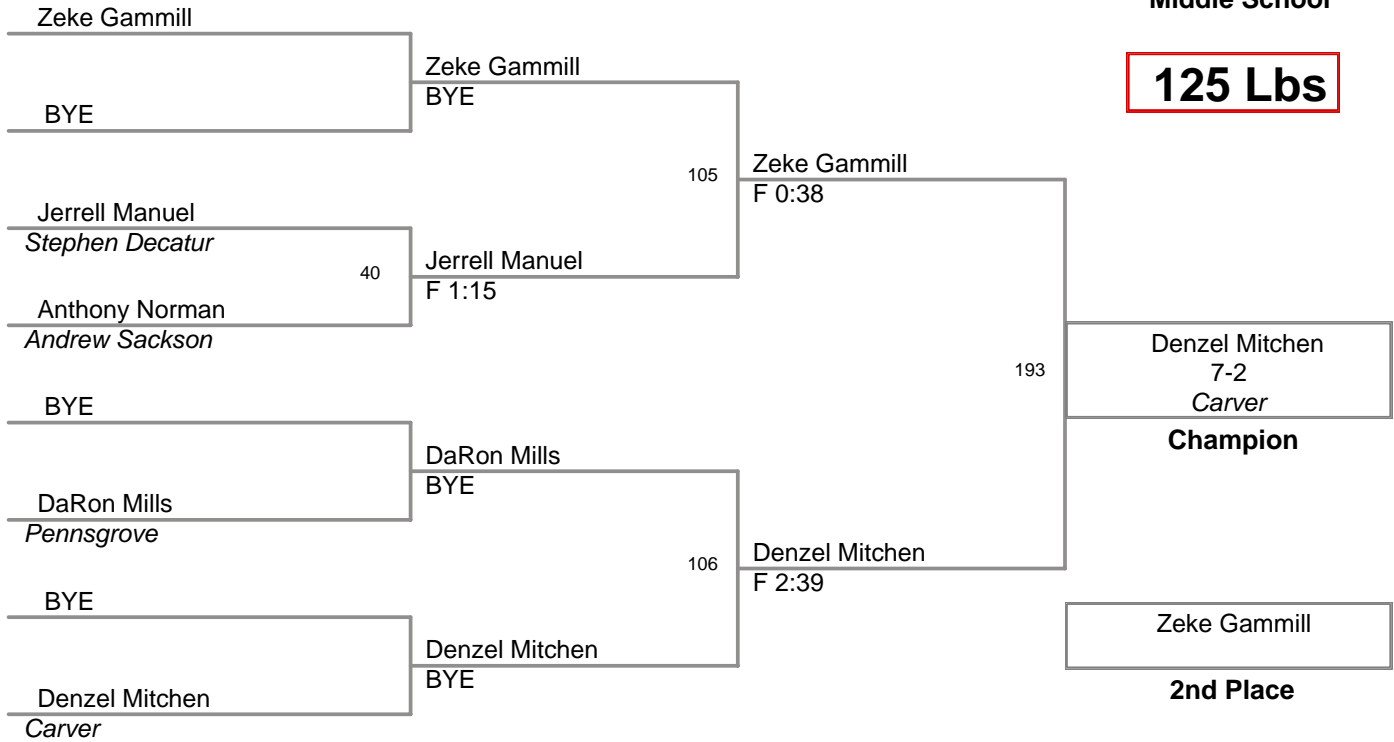 Middle School
125 Lbs
Zeke Gammill
BYE
Jerrell Manuel
Stephen Decatur
40
Anthony Norman
Andrew Sackson
BYE
DaRon Mills
Pennsgrove
BYE
Denzel Mitchen
Carver
Zeke Gammill
BYE
105
Jerrell Manuel
F 1:15
DaRon Mills
BYE
106
Denzel Mitchen
BYE
Zeke Gammill
F 0:38
193
Denzel Mitchen
F 2:39
Denzel Mitchen
7-2
Carver
Champion
Zeke Gammill
2nd Place